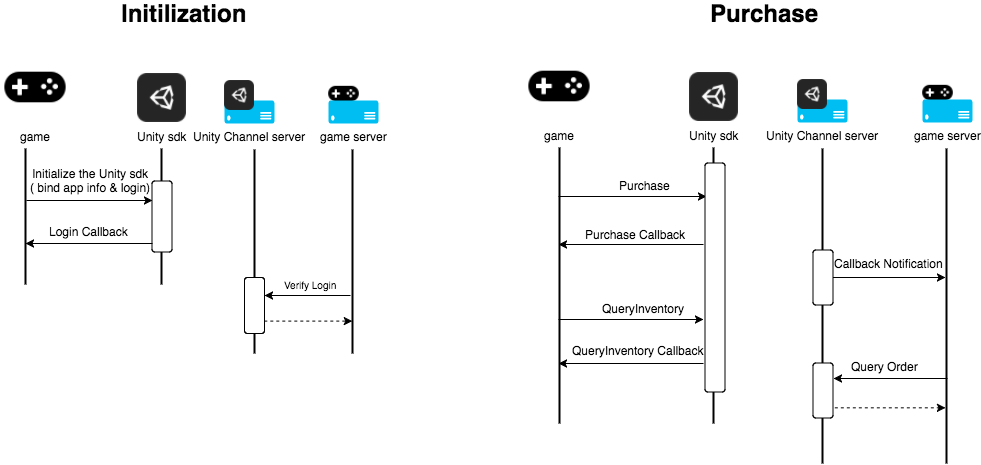 Initilization
game
Unity sdk
Unity Channel server
game server
Initialize the Unity sdk
( bind app info & login)
Login Callback
Verify Login
Purchase
game
Unity sdk
Unity Channel server
game server
Purchase
Purchase Callback
Callback Notification
QueryInventory
QueryInventory Callback
Query Order